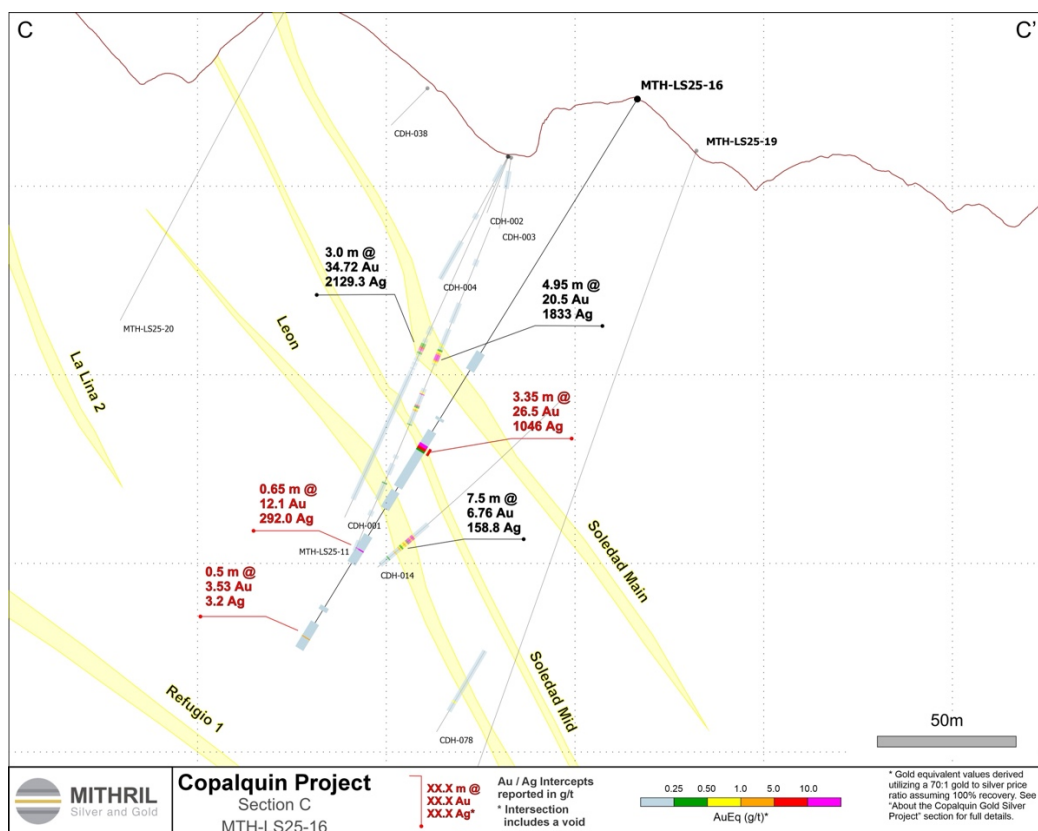 C
C'
MTH-LS25-16
CDH-038
MTH-LS25-19
CDH-002
CDH-003
3.0 m @
34.72 Au
2129.3 Ag
CDH-004
4.95 m @
20.5 Au
1833 Ag
MTH-LS25-20
Leon
La Lina 2
3.35 m @
26.5 Au
1046 Ag
0.65 m @
12.1 Au
292.0 Ag
7.5 m @
6.76 Au
158.8 Ag
CDH-001
MTH-LS25-11
CDH-014
0.5 m @
3.53 Au
3.2 Ag
Soledad Main
Soledad Mid
Refugio 1
CDH-078
50m
MITHRIL
Silver and Gold
Copalquin Project
Section C
MTH-LS25-16
XX.X m @
XX.X Au
XX.X Ag*
Au / Ag Intercepts
reported in g/t
* Intersection
includes a void
0.25 0.50 1.0 5.0 10.0
AuEq (g/t)*
* Gold equivalent values derived
utilizing a 70:1 gold to silver price
ratio assuming 100% recovery. See
"About the Copalquin Gold Silver
Project" section for full details.